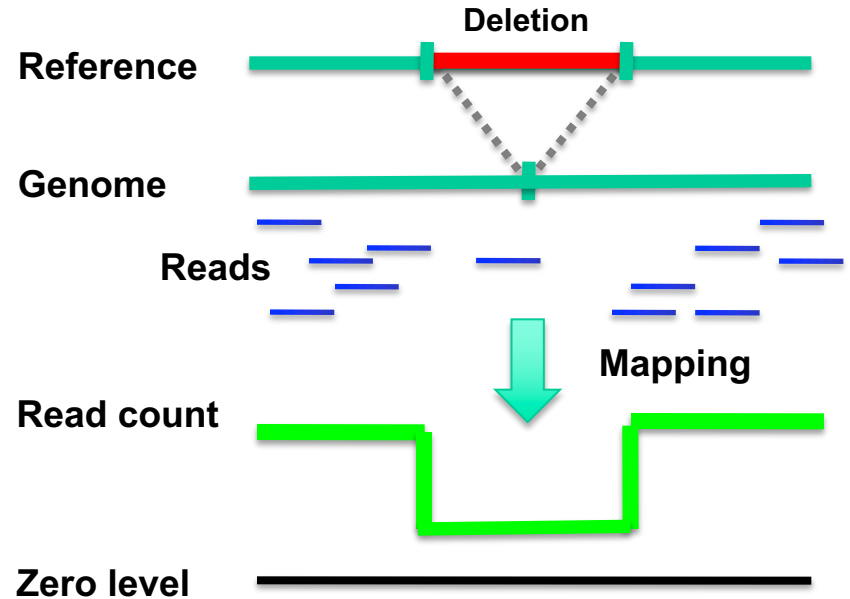 Deletion
Reference
Genome
Reads
Mapping
Read count
Zero level